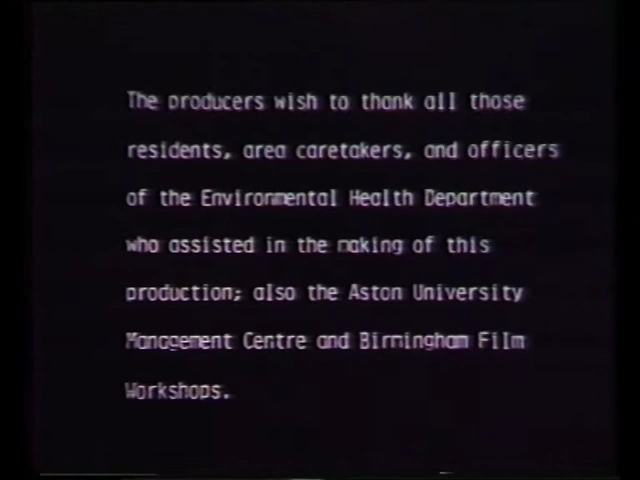 The producers wish to thank all those
residents, area caretakers, and officers
of the Environmental Health Department
who assisted in the making of this
production; also the Aston University
Management Centre and Birmingham Film
Workshops.